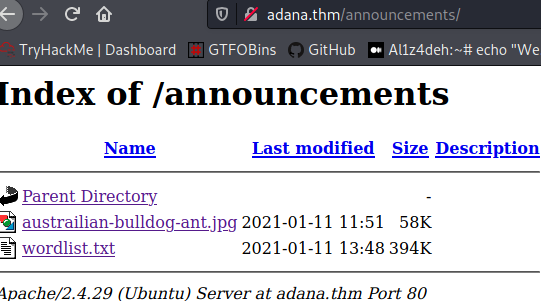 adana.thm/announcements/
TryHackMe | Dashboard GTFOBins GitHub Al1z4deh:~# echo "We
Index of /announcements
Name Last modified Size Description
Parent Directory -
austrailian-bulldog-ant.jpg 2021-01-11 11:51 58K
wordlist.txt 2021-01-11 13:48 394K
Apache/2.4.29 (Ubuntu) Server at adana.thm Port 80